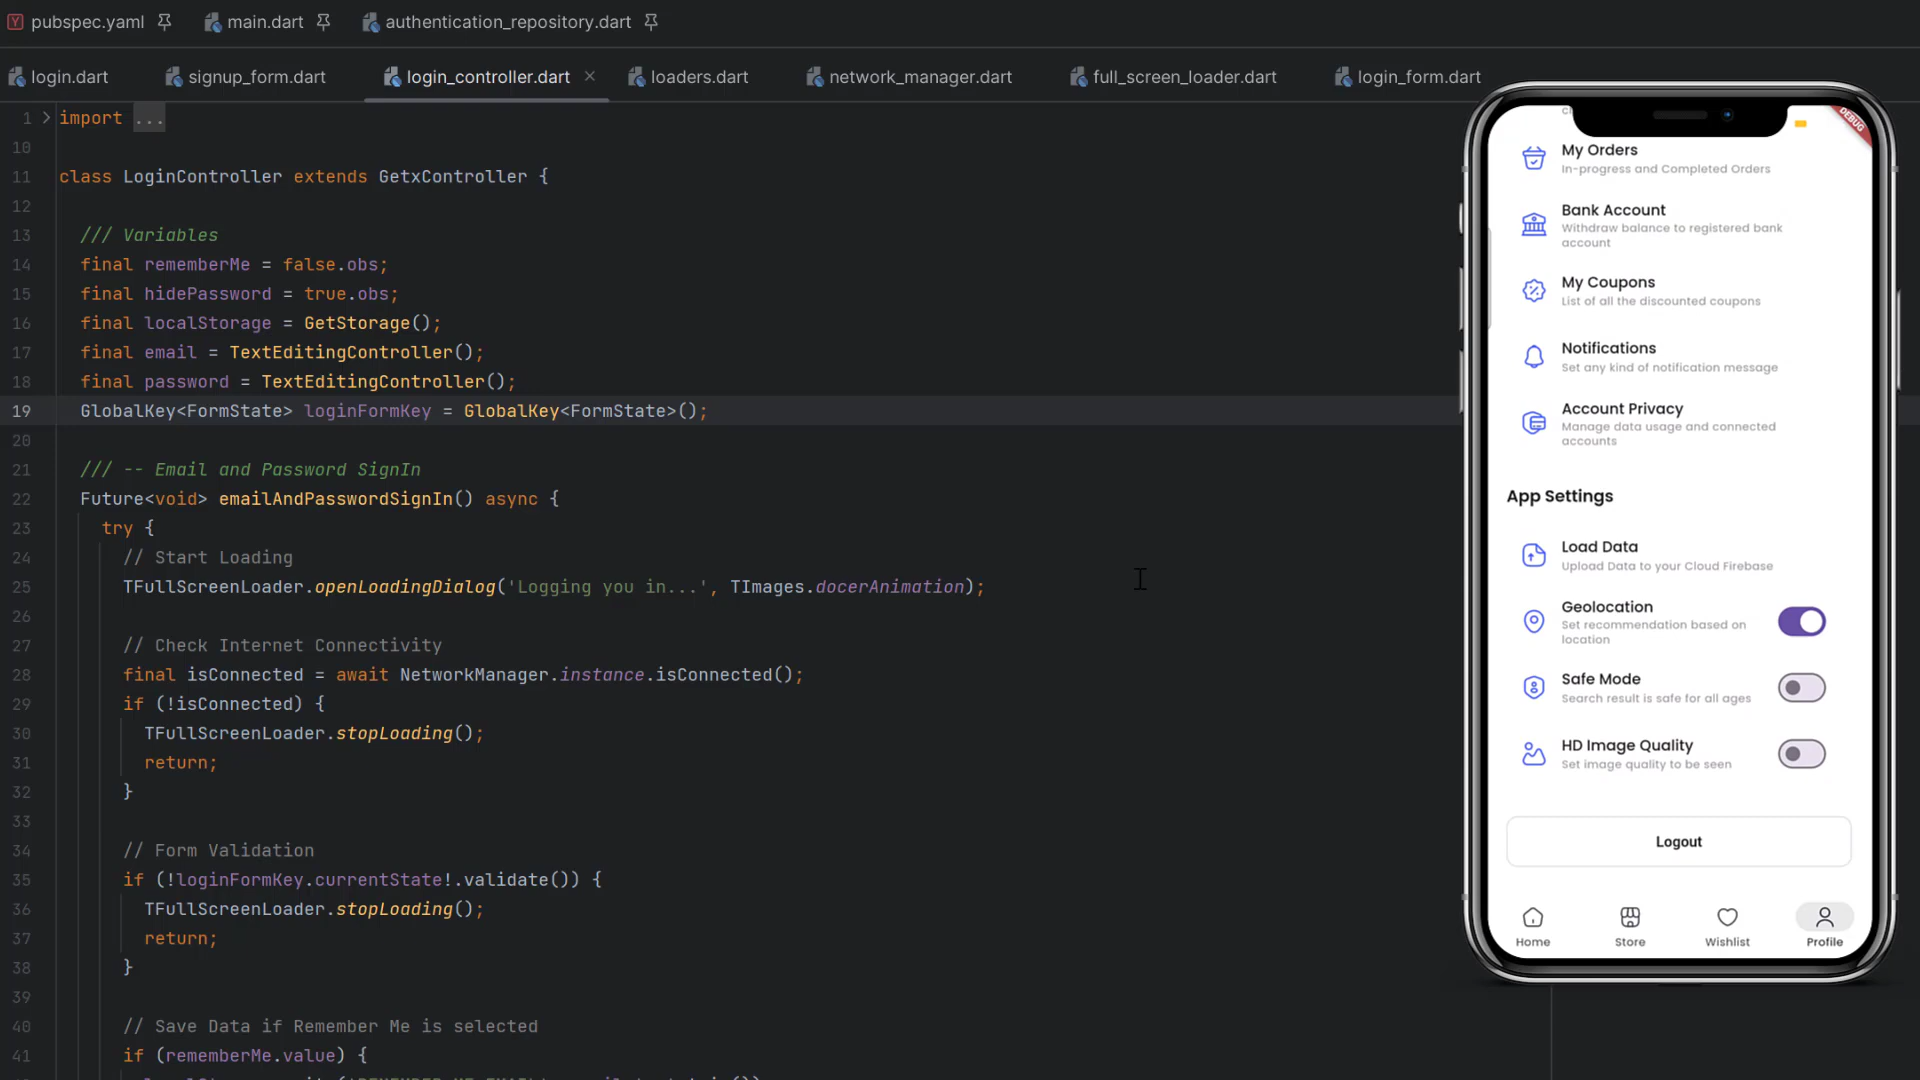 pubspec.yaml main.dart authentication_repository.dart
login.dart signup_form.dart login_controller.dart loaders.dart network_manager.dart full_screen_loader.dart login_form.dart
1 import ...
10
11 class LoginController extends GetxController {
12
13 /// Variables
14 final rememberMe = false.obs;
15 final hidePassword = true.obs;
16 final localStorage = GetStorage();
17 final email = TextEditingController();
18 final password = TextEditingController();
19 GlobalKey<FormState> loginFormKey = GlobalKey<FormState>();
20
21 /// -- Email and Password SignIn
22 Future<void> emailAndPasswordSignIn() async {
23 try {
24 // Start Loading
25 TFullScreenLoader.openLoadingDialog('Logging you in...', TImages.docerAnimation);
26
27 // Check Internet Connectivity
28 final isConnected = await NetworkManager.instance.isConnected();
29 if (!isConnected) {
30 TFullScreenLoader.stopLoading();
31 return;
32 }
33
34 // Form Validation
35 if (!loginFormKey.currentState!.validate()) {
36 TFullScreenLoader.stopLoading();
37 return;
38 }
39
40 // Save Data if Remember Me is selected
41 if (rememberMe.value) {
DEBUG
My Orders
In-progress and Completed Orders
Bank Account
Withdraw balance to registered bank
account
My Coupons
List of all the discounted coupons
Notifications
Set any kind of notification message
Account Privacy
Manage data usage and connected
accounts
App Settings
Load Data
Upload Data to your Cloud Firebase
Geolocation
Set recommendation based on
location
Safe Mode
Search result is safe for all ages
HD Image Quality
Set image quality to be seen
Logout
Home Store Wishlist Profile